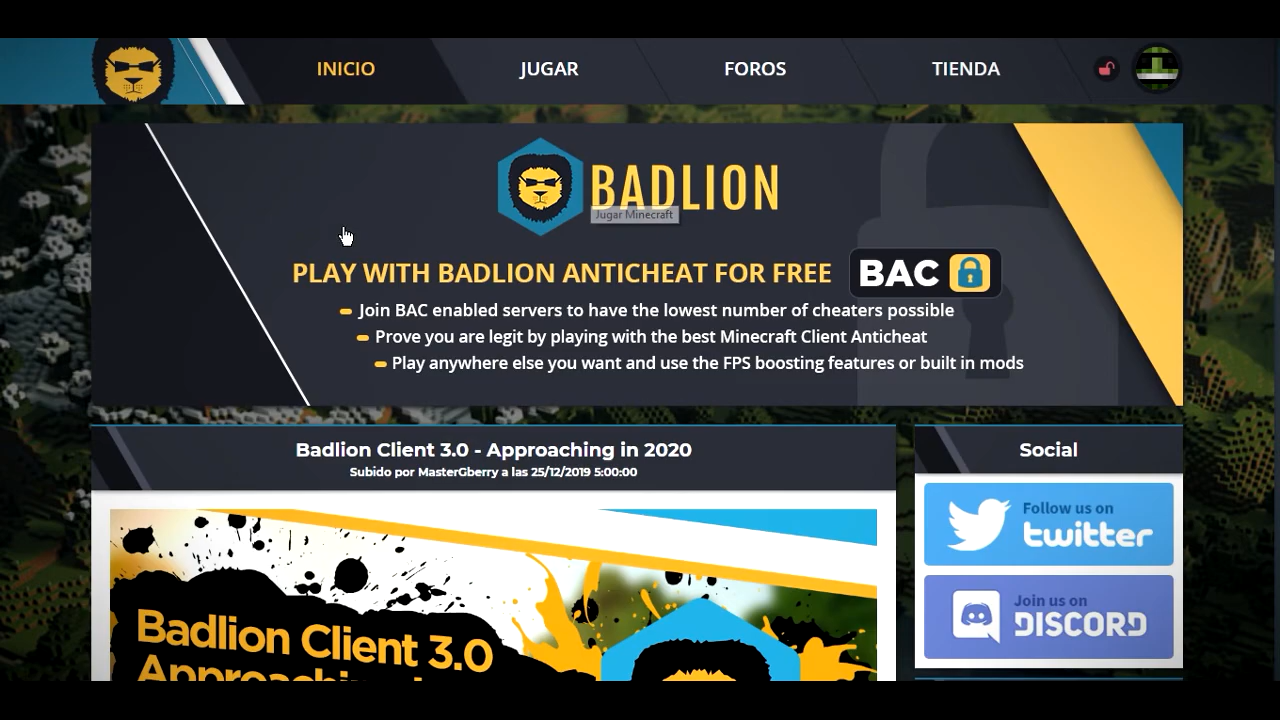 INICIO
JUGAR
FOROS
TIENDA
BADLION
Jugar Minecraft
PLAY WITH BADLION ANTICHEAT FOR FREE
BAC
Join BAC enabled servers to have the lowest number of cheaters possible
Prove you are legit by playing with the best Minecraft Client Anticheat
Play anywhere else you want and use the FPS boosting features or built in mods
Badlion Client 3.0 - Approaching in 2020
Subido por MasterGberry a las 25/12/2019 5:00:00
Social
Follow us on
twitter
Join us on
DISCORD
Badlion Client 3.0